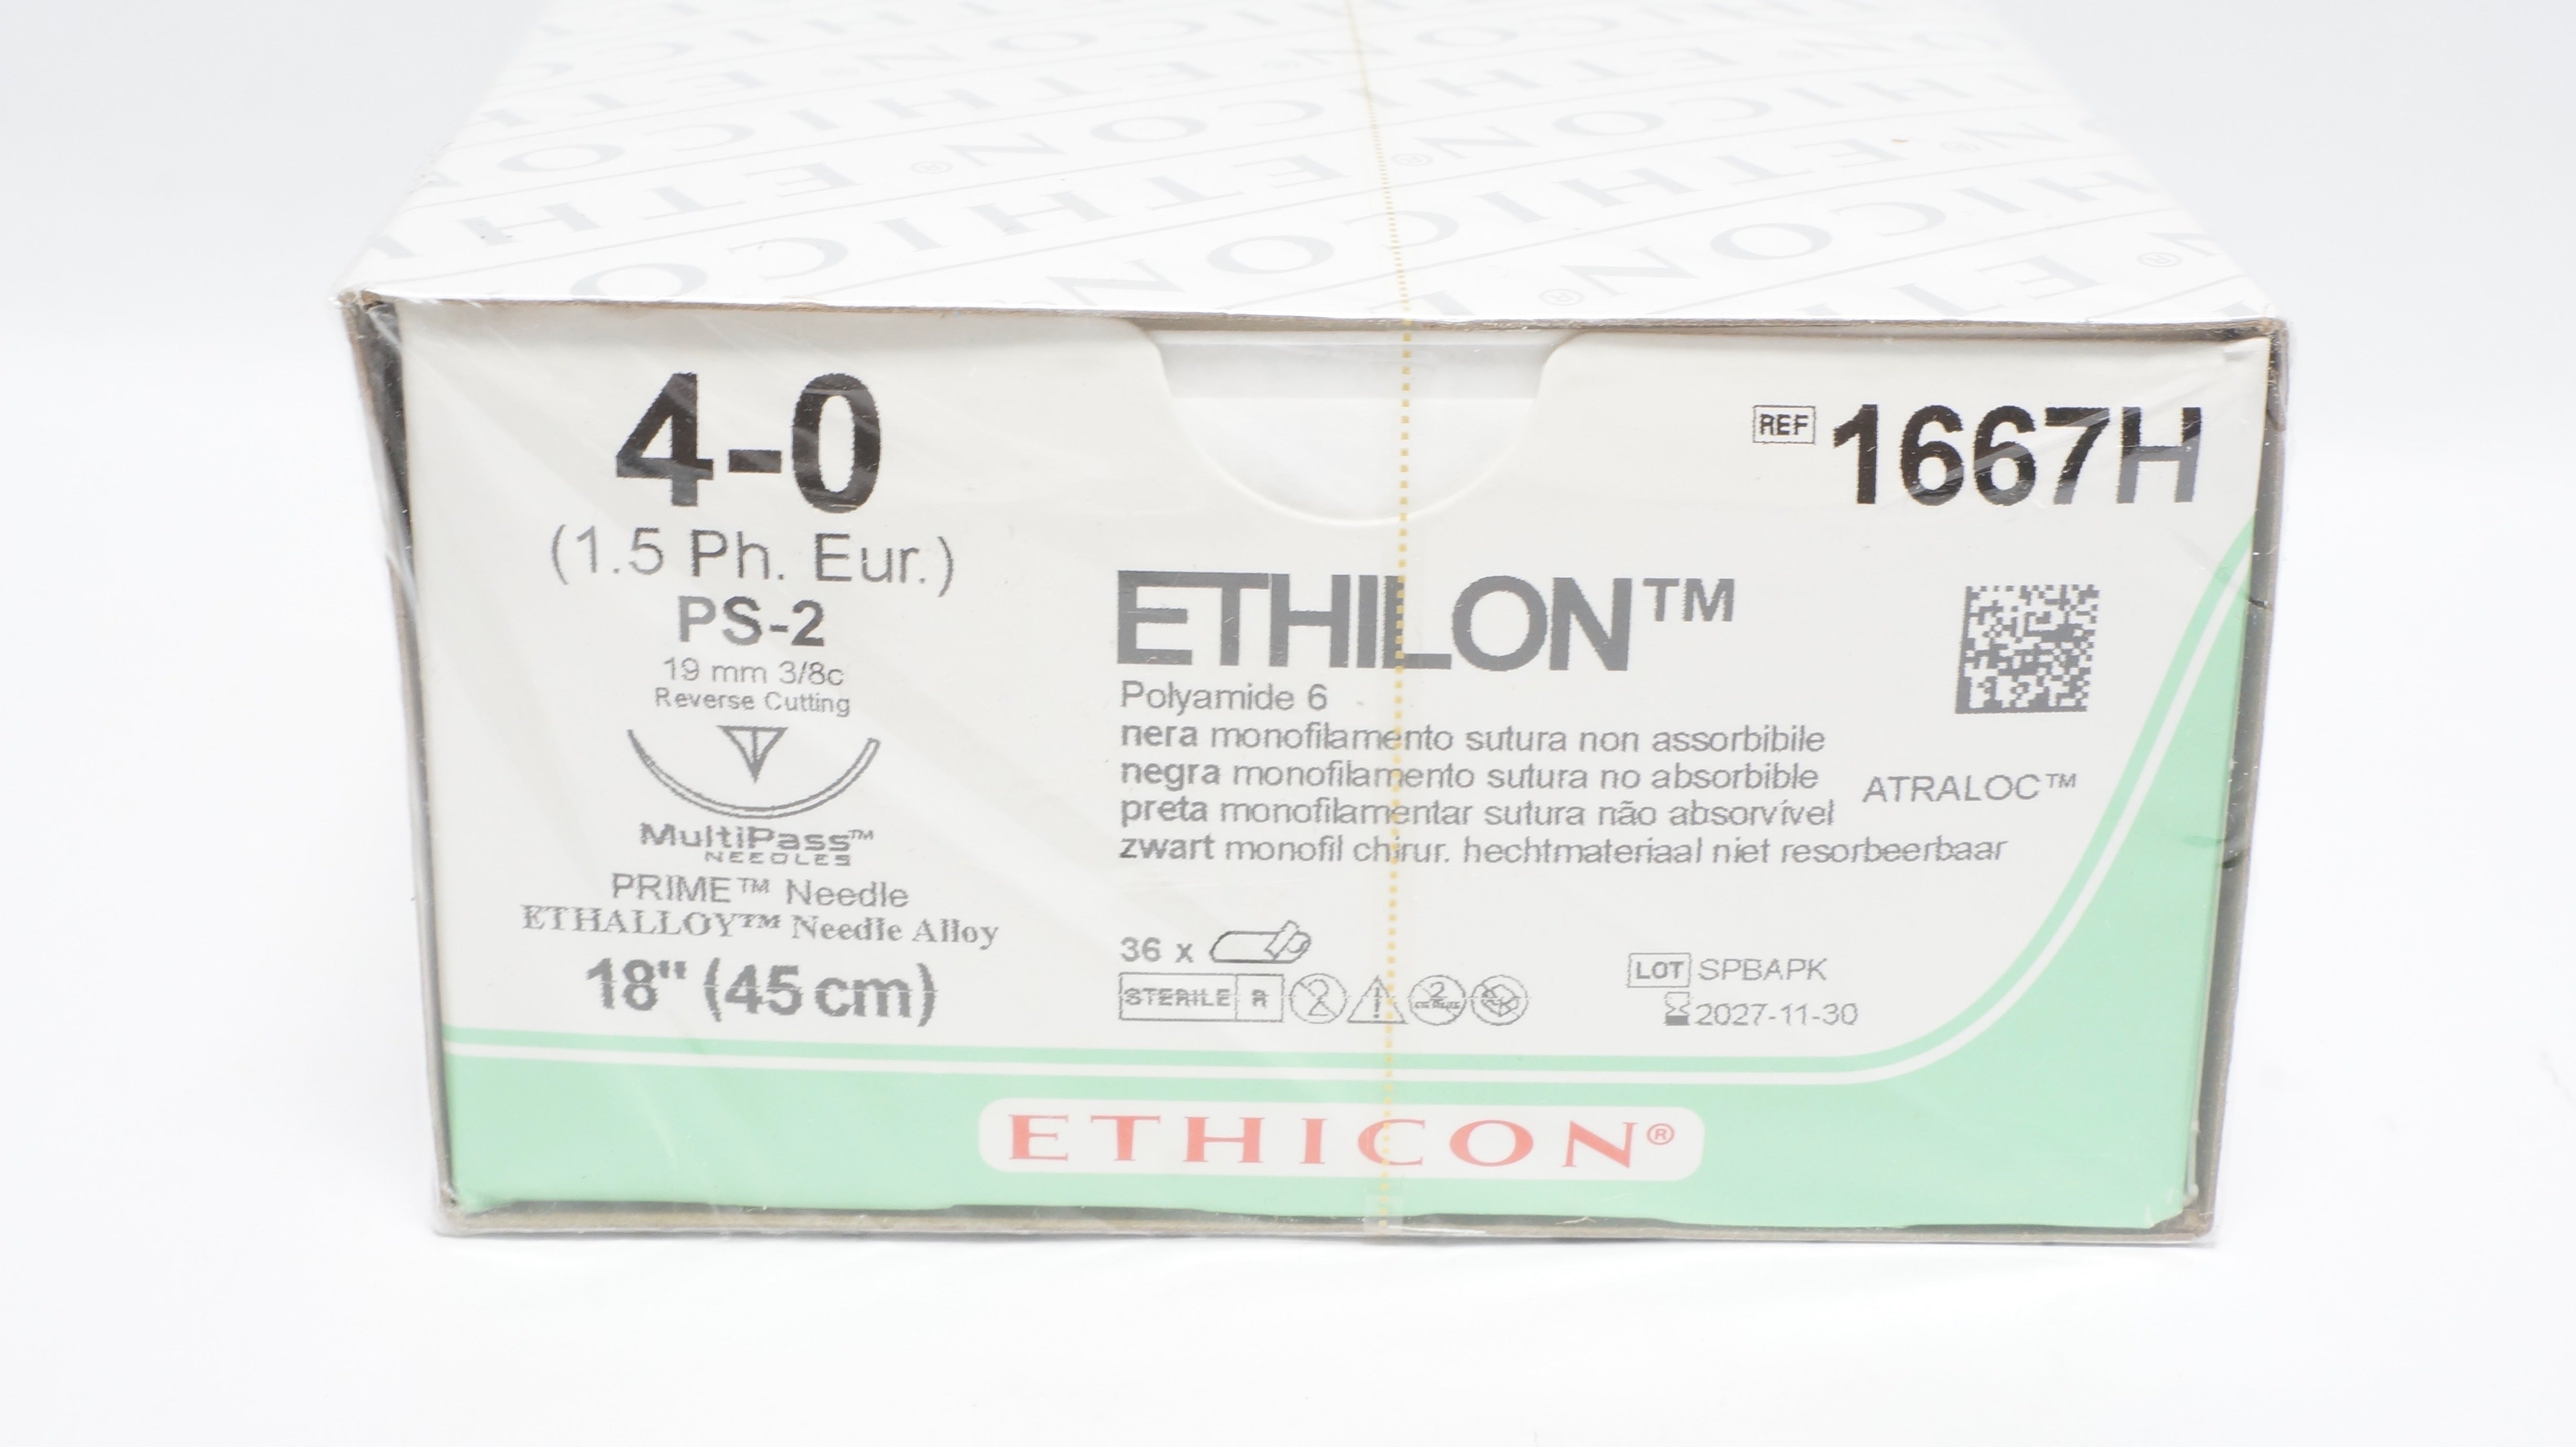 4-0
(1.5 Ph. Eur.)
PS-2
19 mm 3/8c
Reverse Cutting
MultiPass™
NEEDLES
PRIME™ Needle
ETHALLOY™ Needle Alloy
18" (45 cm)
REF 1667H
ETHILON™
Polyamide 6
nera monofilamento sutura non assorbibile
negra monofilamento sutura no absorbible
preta monofilamentar sutura não absorvível
zwart monofil chirur. hechtmateriaal niet resorbeerbaar
ATRALOC™
36 x
STERILE R
2
2
LOT SPBAPK
2027-11-30
ETHICON®